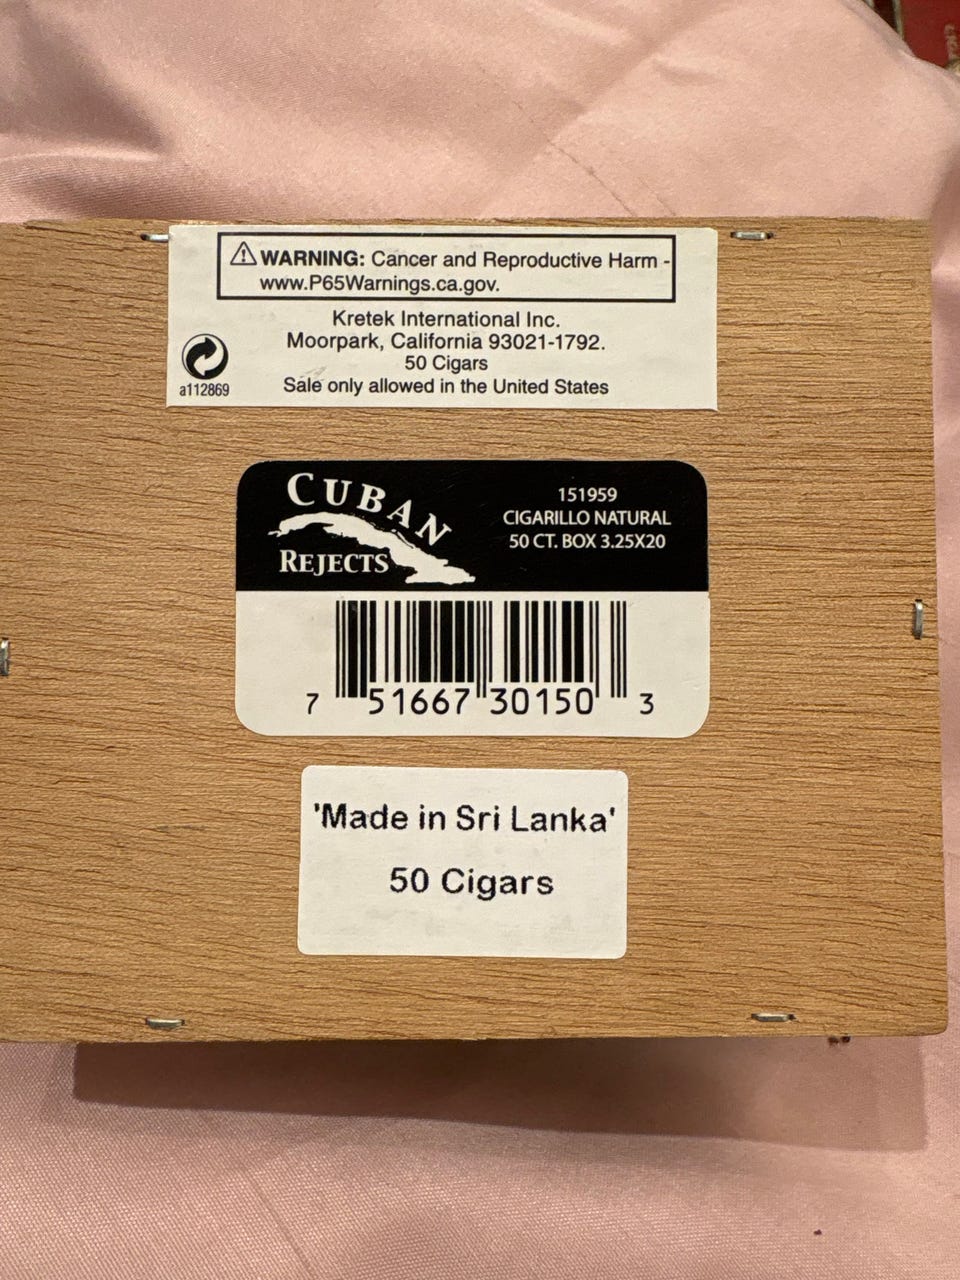 ⚠ WARNING: Cancer and Reproductive Harm -
www.P65Warnings.ca.gov.
Kretek International Inc.
Moorpark, California 93021-1792.
50 Cigars
Sale only allowed in the United States
a112869
CUBAN
REJECTS
151959
CIGARILLO NATURAL
50 CT. BOX 3.25X20
7 51667 30150 3
'Made in Sri Lanka'
50 Cigars